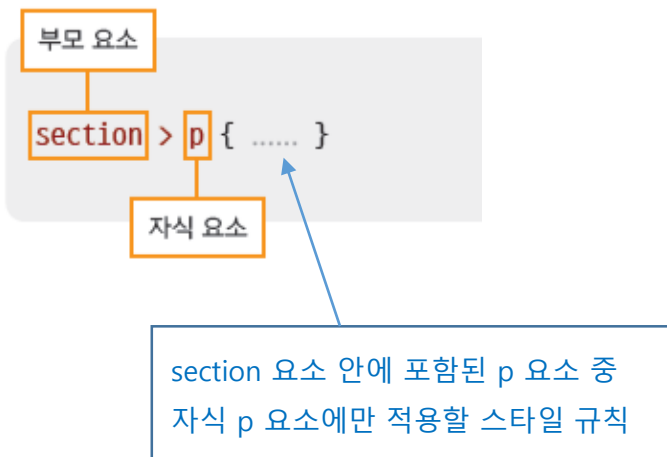 부모 요소
section > p { ...... }
자식 요소
section 요소 안에 포함된 p 요소 중
자식 p 요소에만 적용할 스타일 규칙